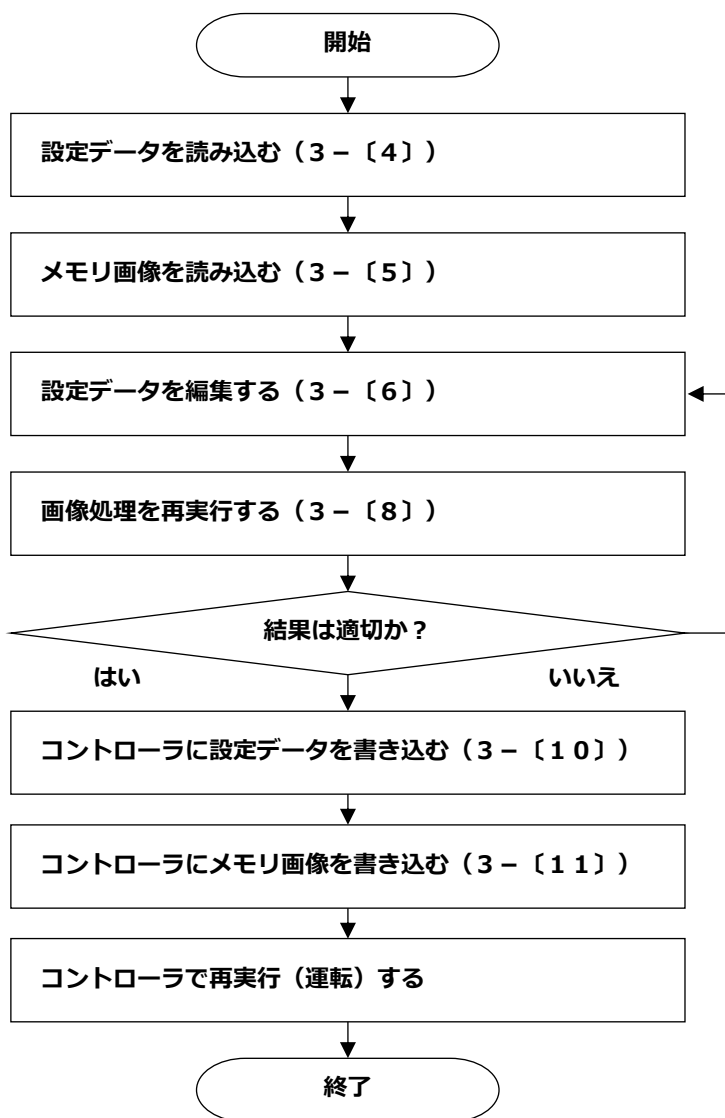 開始
設定データを読み込む（３－〔４〕）
メモリ画像を読み込む（３－〔５〕）
設定データを編集する（３－〔６〕）
画像処理を再実行する（３－〔８〕）
結果は適切か？
はい
いいえ
コントローラに設定データを書き込む（３－〔１０〕）
コントローラにメモリ画像を書き込む（３－〔１１〕）
コントローラで再実行（運転）する
終了